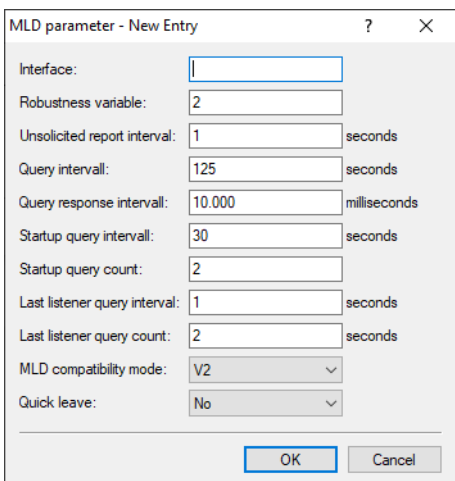 MLD parameter - New Entry ? ×
Interface:
Robustness variable: 2
Unsolicited report interval: 1 seconds
Query intervall: 125 seconds
Query response intervall: 10.000 milliseconds
Startup query intervall: 30 seconds
Startup query count: 2
Last listener query interval: 1 seconds
Last listener query count: 2 seconds
MLD compatibility mode: V2
Quick leave: No
OK Cancel